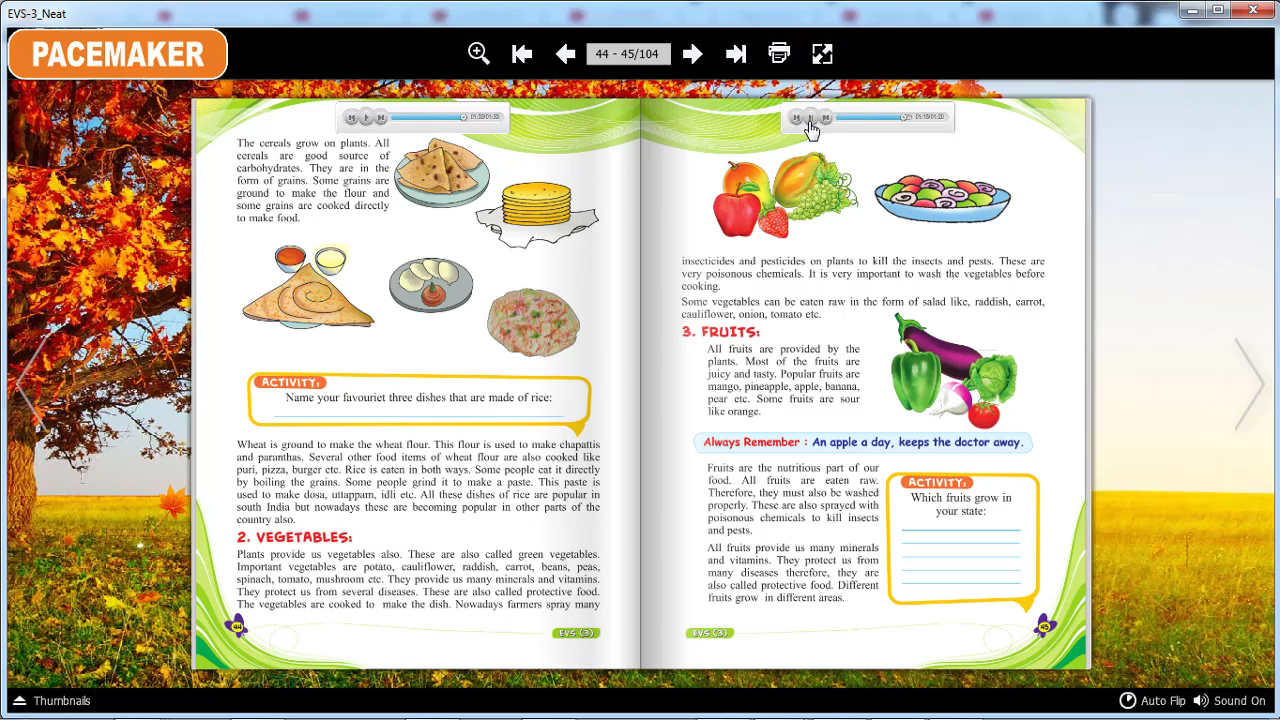 EVS-3_Neat
PACEMAKER
44 - 45/104
01:33/01:33
The cereals grow on plants. All
cereals are good source of
carbohydrates. They are in the
form of grains. Some grains are
ground to make the flour and
some grains are cooked directly
to make food.
ACTIVITY:
Name your favouriet three dishes that are made of rice:
Wheat is ground to make the wheat flour. This flour is used to make chapattis
and paranthas. Several other food items of wheat flour are also cooked like
puri, pizza, burger etc. Rice is eaten in both ways. Some people eat it directly
by boiling the grains. Some people grind it to make a paste. This paste is
used to make dosa, uttappam, idli etc. All these dishes of rice are popular in
south India but nowadays these are becoming popular in other parts of the
country also.
2. VEGETABLES:
Plants provide us vegetables also. These are also called green vegetables.
Important vegetables are potato, cauliflower, raddish, carrot, beans, peas,
spinach, tomato, mushroom etc. They provide us many minerals and vitamins.
They protect us from several diseases. These are also called protective food.
The vegetables are cooked to make the dish. Nowadays farmers spray many
44
EVS (3)
insecticides and pesticides on plants to kill the insects and pests. These are
very poisonous chemicals. It is very important to wash the vegetables before
cooking.
Some vegetables can be eaten raw in the form of salad like, raddish, carrot,
cauliflower, onion, tomato etc.
3. FRUITS:
All fruits are provided by the
plants. Most of the fruits are
juicy and tasty. Popular fruits are
mango, pineapple, apple, banana,
pear etc. Some fruits are sour
like orange.
Always Remember : An apple a day, keeps the doctor away.
Fruits are the nutritious part of our
food. All fruits are eaten raw.
Therefore, they must also be washed
properly. These are also sprayed with
poisonous chemicals to kill insects
and pests.
All fruits provide us many minerals
and vitamins. They protect us from
many diseases therefore, they are
also called protective food. Different
fruits grow in different areas.
ACTIVITY:
Which fruits grow in
your state:
EVS (3)
45
Thumbnails
Auto Flip
Sound On